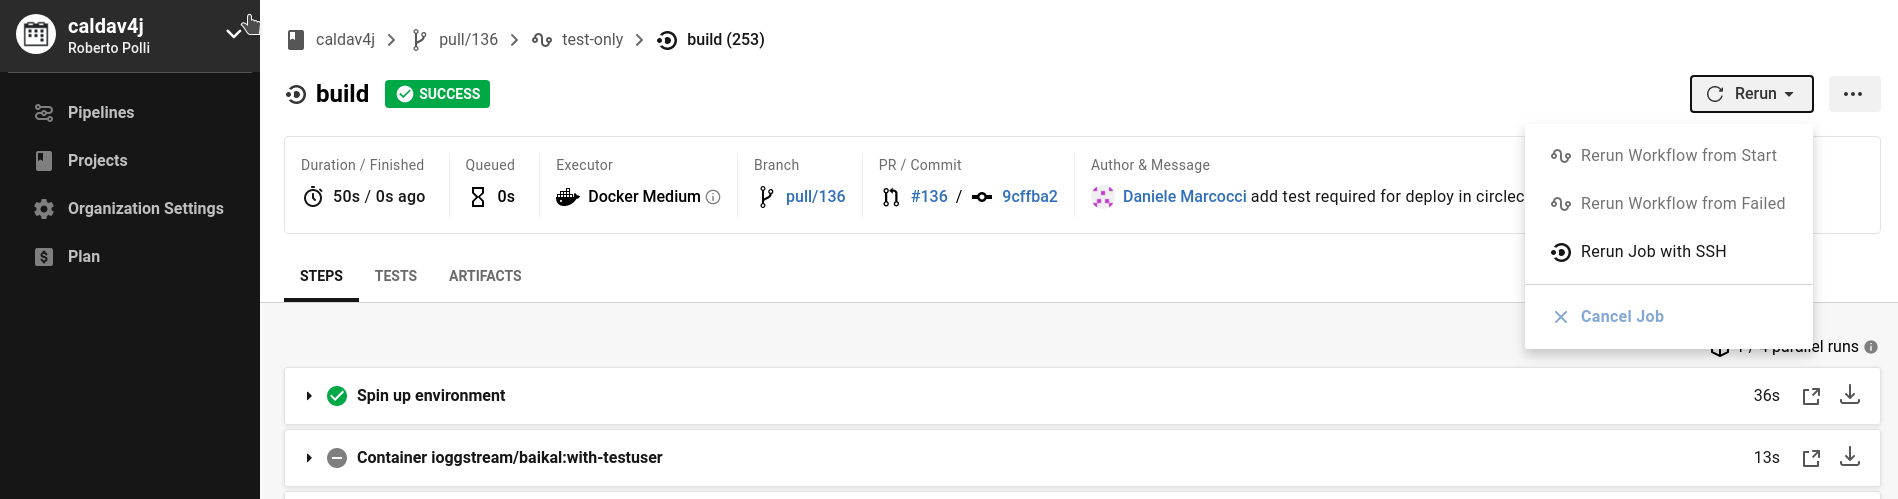 caldav4j
Roberto Polli
Pipelines
Projects
Organization Settings
Plan
caldav4j pull/136 test-only build (253)
build SUCCESS
Rerun
Duration / Finished Queued Executor Branch PR / Commit Author & Message
50s / 0s ago 0s Docker Medium pull/136 #136 / 9cffba2 Daniele Marcocci add test required for deploy in circlec
Rerun Workflow from Start
Rerun Workflow from Failed
Rerun Job with SSH
Cancel Job
STEPS TESTS ARTIFACTS
1 / 4 parallel runs
Spin up environment 36s
Container ioggstream/baikal:with-testuser 13s